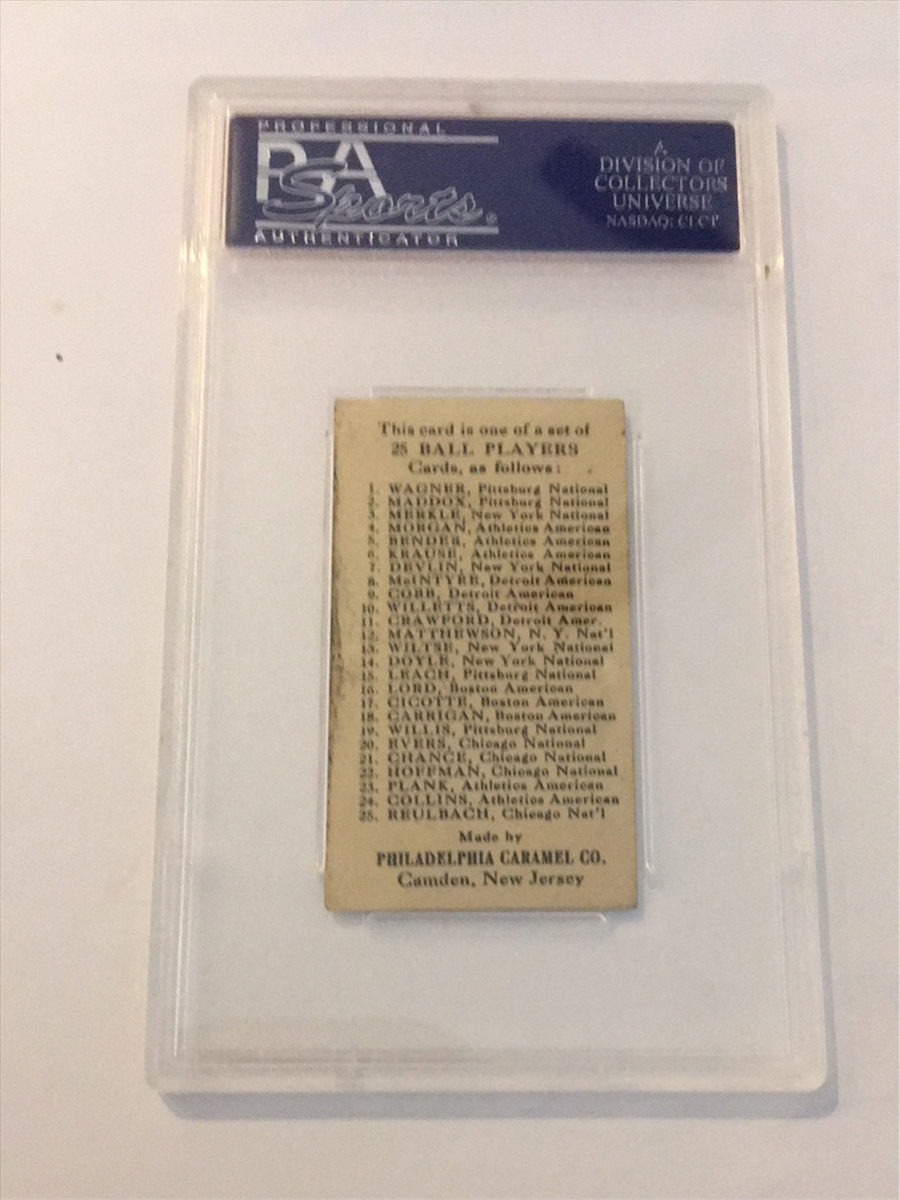 PROFESSIONAL
PSA
Sports®
AUTHENTICATOR
A
DIVISION OF
COLLECTORS
UNIVERSE
NASDAQ: CLCT
This card is one of a set of
25 BALL PLAYERS
Cards, as follows:
1. WAGNER, Pittsburg National
2. MADDOX, Pittsburg National
3. MERKLE, New York National
4. MORGAN, Athletics American
5. BENDER, Athletics American
6. KRAUSE, Athletics American
7. DEVLIN, New York National
8. McINTYRE, Detroit American
9. COBB, Detroit American
10. WILLETTS, Detroit American
11. CRAWFORD, Detroit Amer.
12. MATTHEWSON, N. Y. Nat'l
13. WILTSE, New York National
14. DOYLE, New York National
15. LEACH, Pittsburg National
16. LORD, Boston American
17. CICOTTE, Boston American
18. CARRIGAN, Boston American
19. WILLIS, Pittsburg National
20. EVERS, Chicago National
21. CHANCE, Chicago National
22. HOFFMAN, Chicago National
23. PLANK, Athletics American
24. COLLINS, Athletics American
25. REULBACH, Chicago Nat'l
Made by
PHILADELPHIA CARAMEL CO.
Camden, New Jersey